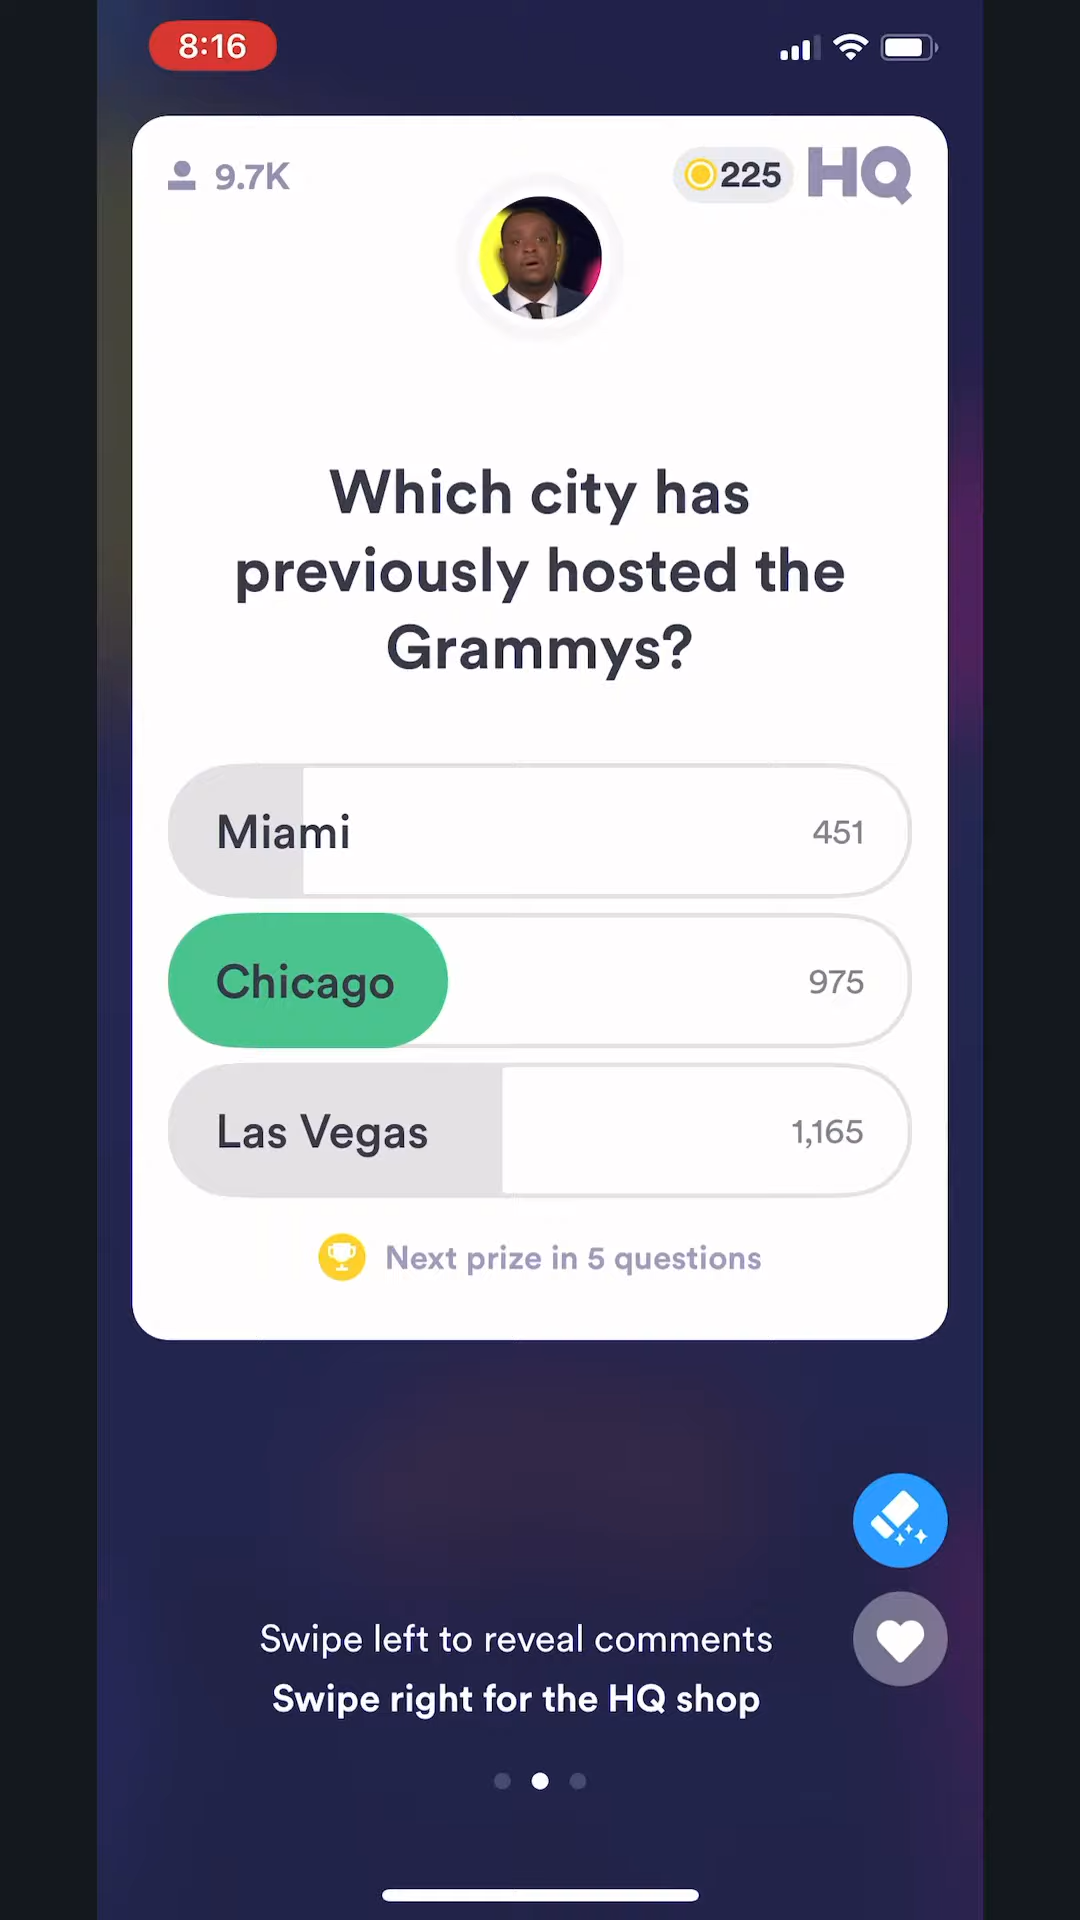 8:16
9.7K
225 HQ
Which city has
previously hosted the
Grammys?
Miami 451
Chicago 975
Las Vegas 1,165
Next prize in 5 questions
Swipe left to reveal comments
Swipe right for the HQ shop